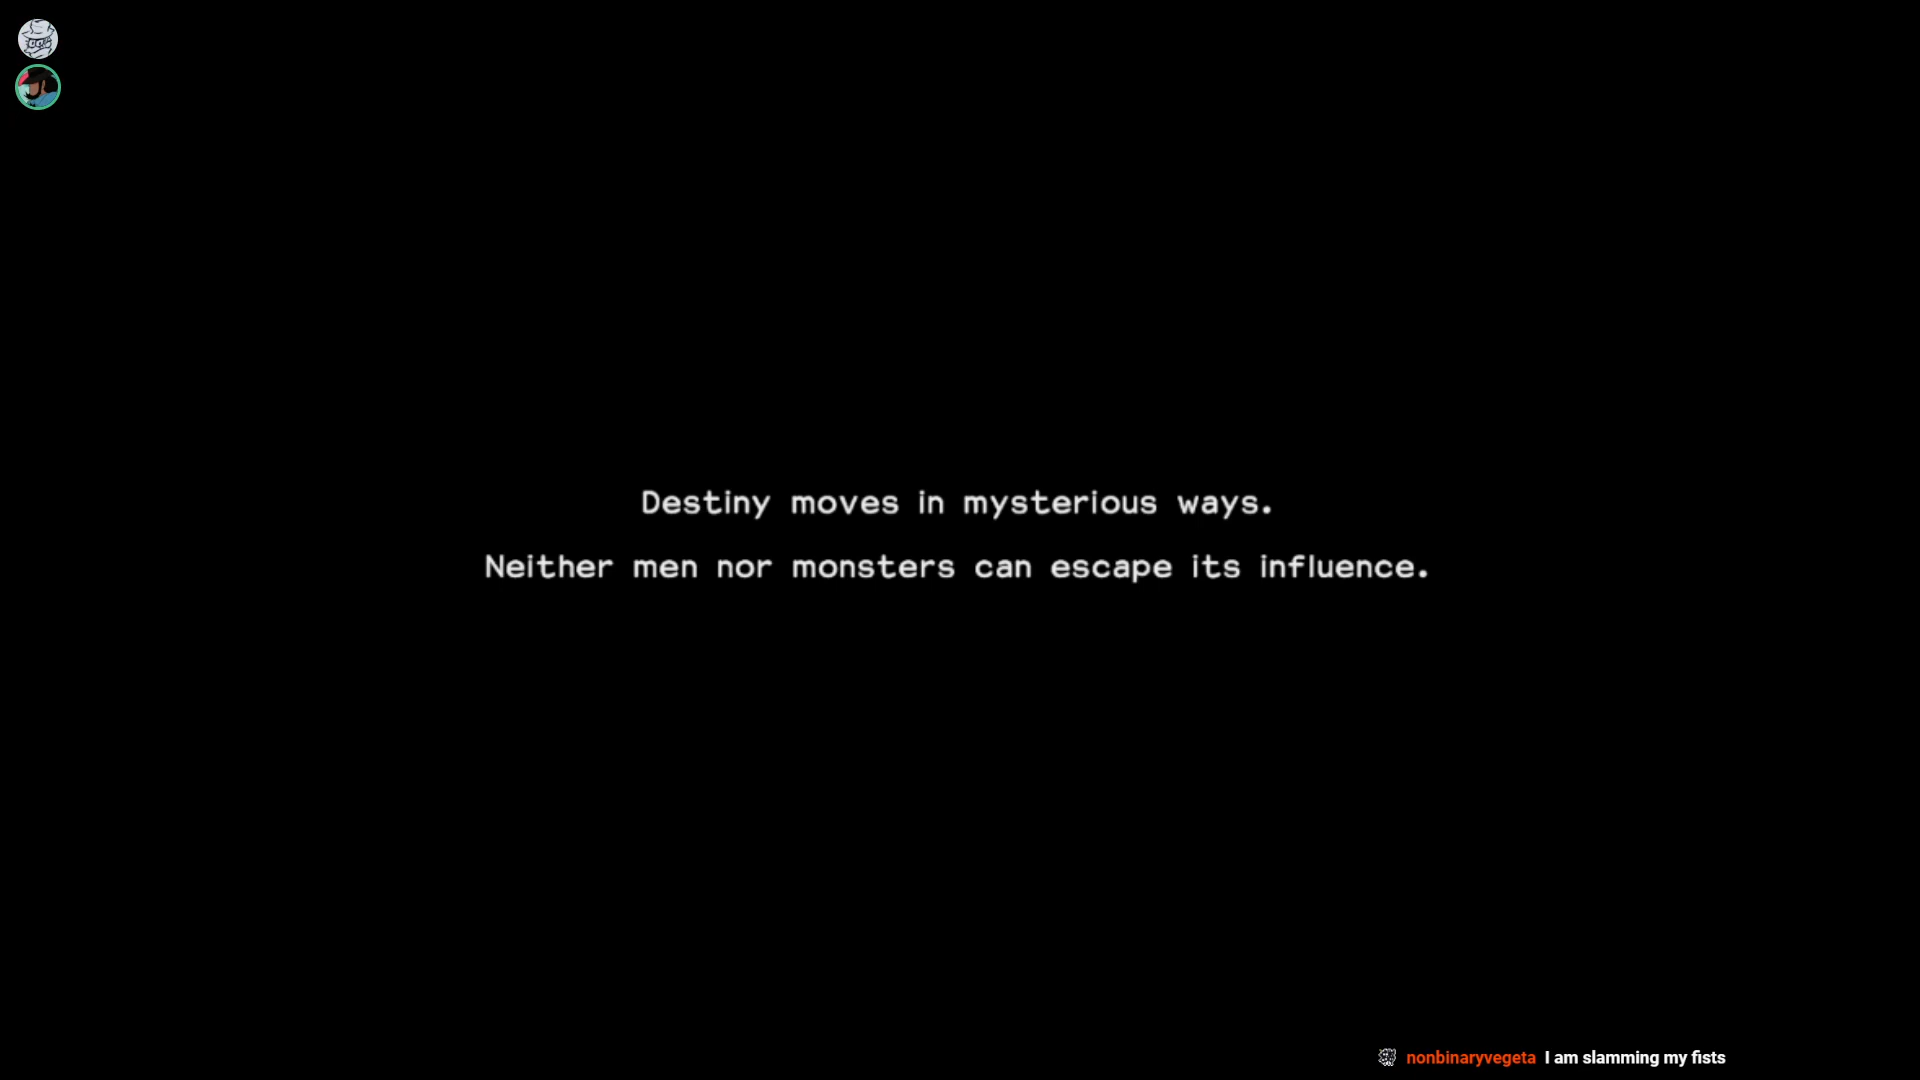 Destiny moves in mysterious ways.
Neither men nor monsters can escape its influence.
nonbinaryvegeta I am slamming my fists